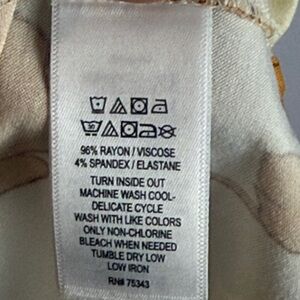 30
96% RAYON / VISCOSE
4% SPANDEX / ELASTANE
TURN INSIDE OUT
MACHINE WASH COOL-
DELICATE CYCLE
WASH WITH LIKE COLORS
ONLY NON-CHLORINE
BLEACH WHEN NEEDED
TUMBLE DRY LOW
LOW IRON
RN# 75343